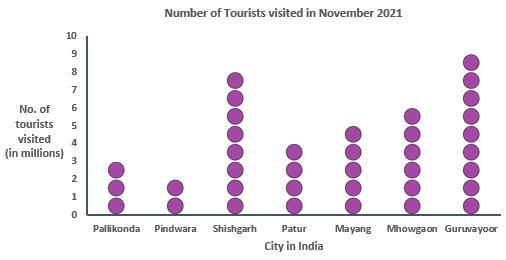 Number of Tourists visited in November 2021
10
9
8
7
6
5
4
3
2
1
0
No. of
tourists
visited
(in millions)
Pallikonda Pindwara Shishgarh Patur Mayang Mhowgaon Guruvayoor
City in India